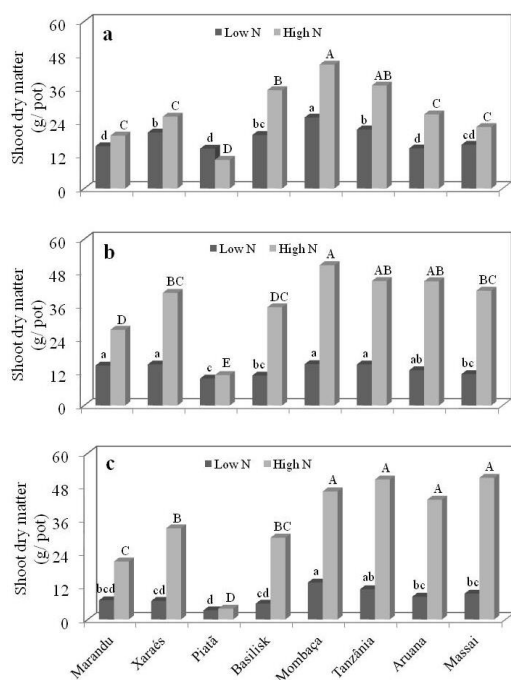 60
48
36
24
12
0
Shoot dry matter
(g/ pot)
a
Low N
High N
d
C
b
C
d
D
bc
B
a
A
b
AB
d
C
cd
C
60
48
36
24
12
0
Shoot dry matter
(g/ pot)
b
Low N
High N
a
D
a
BC
c
E
bc
DC
a
A
a
AB
ab
AB
bc
BC
60
48
36
24
12
0
Shoot dry matter
(g/ pot)
c
Low N
High N
bcd
C
cd
B
d
D
cd
BC
a
A
ab
A
bc
A
bc
A
Marandu
Xaraés
Piatã
Basilisk
Mombaça
Tanzânia
Aruana
Massai